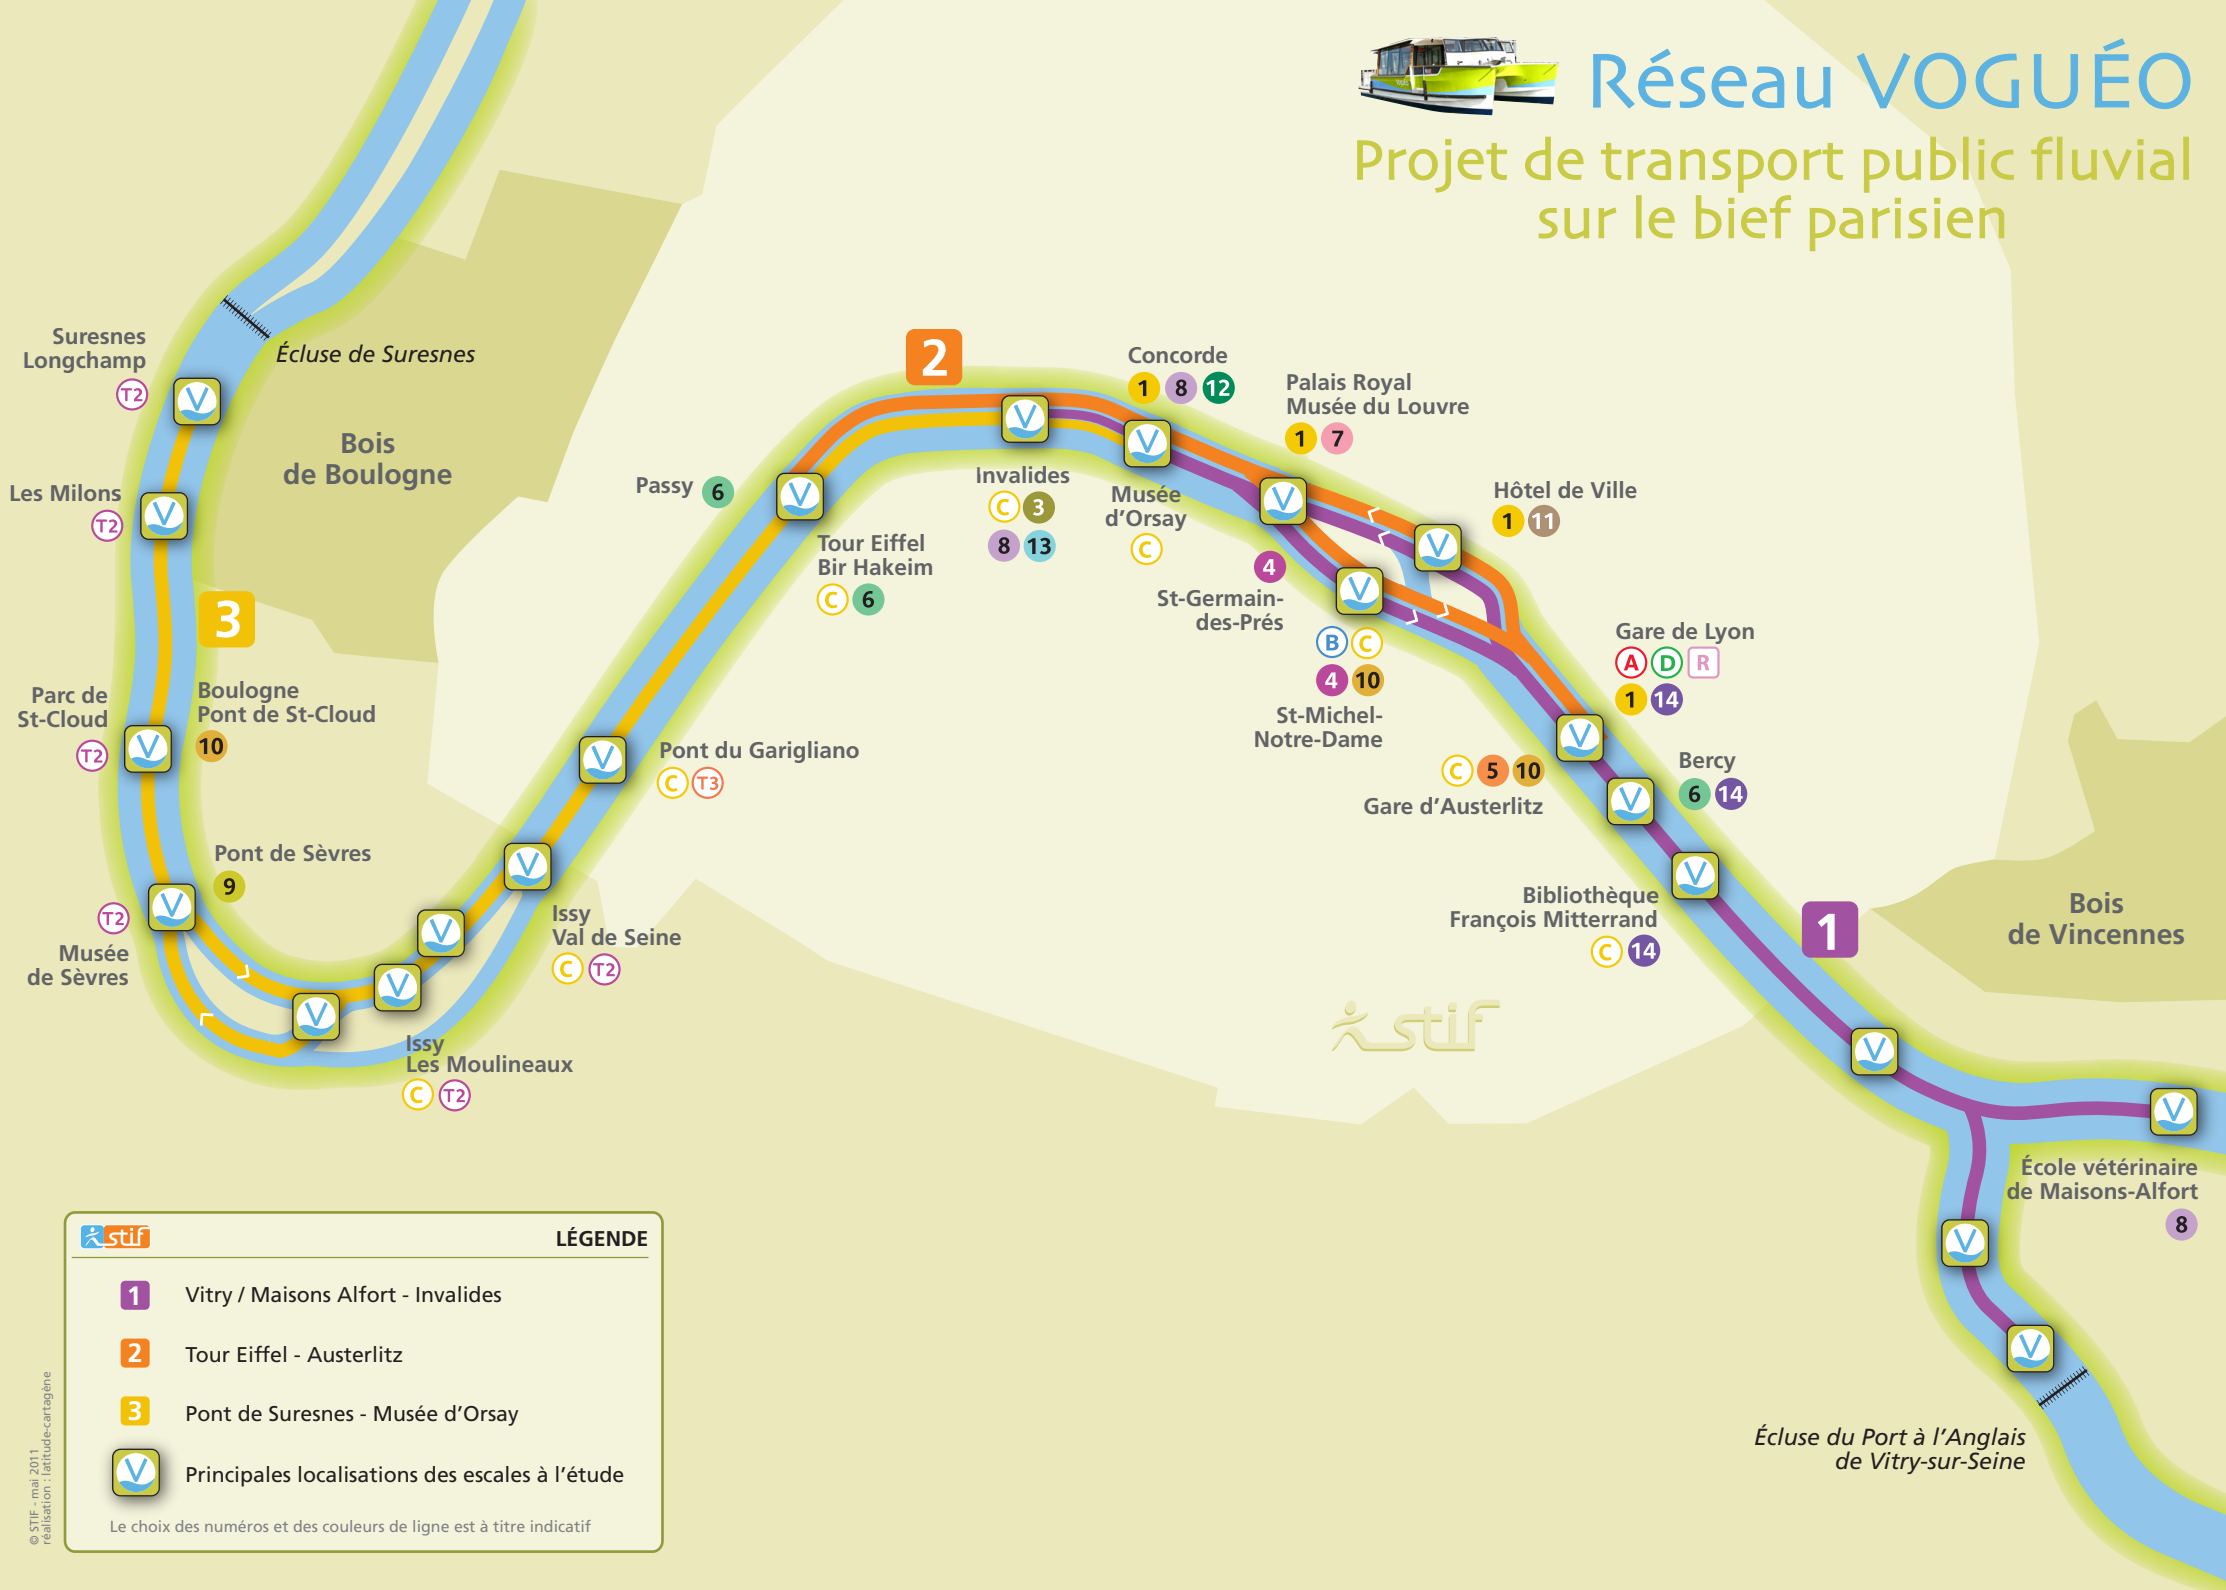 Réseau VOGUÉO
Projet de transport public fluvial
sur le bief parisien
Suresnes
Longchamp
T2
Écluse de Suresnes
Bois
de Boulogne
Les Milons
T2
3
Parc de
St-Cloud
T2
Boulogne
Pont de St-Cloud
10
Pont de Sèvres
9
T2
Musée
de Sèvres
Issy
Les Moulineaux
C T2
Issy
Val de Seine
C T2
Pont du Garigliano
C T3
Passy 6
Tour Eiffel
Bir Hakeim
C 6
2
Invalides
C 3
8 13
Concorde
1 8 12
Musée
d'Orsay
C
Palais Royal
Musée du Louvre
1 7
Hôtel de Ville
1 11
4
St-Germain-
des-Prés
B C
4 10
St-Michel-
Notre-Dame
Gare de Lyon
A D R
1 14
C 5 10
Gare d'Austerlitz
Bercy
6 14
Bibliothèque
François Mitterrand
C 14
1
Bois
de Vincennes
stif
École vétérinaire
de Maisons-Alfort
8
Écluse du Port à l'Anglais
de Vitry-sur-Seine
stif
LÉGENDE
1 Vitry / Maisons Alfort - Invalides
2 Tour Eiffel - Austerlitz
3 Pont de Suresnes - Musée d'Orsay
V Principales localisations des escales à l'étude
Le choix des numéros et des couleurs de ligne est à titre indicatif
© STIF - mai 2011
réalisation : latitude-cartagène